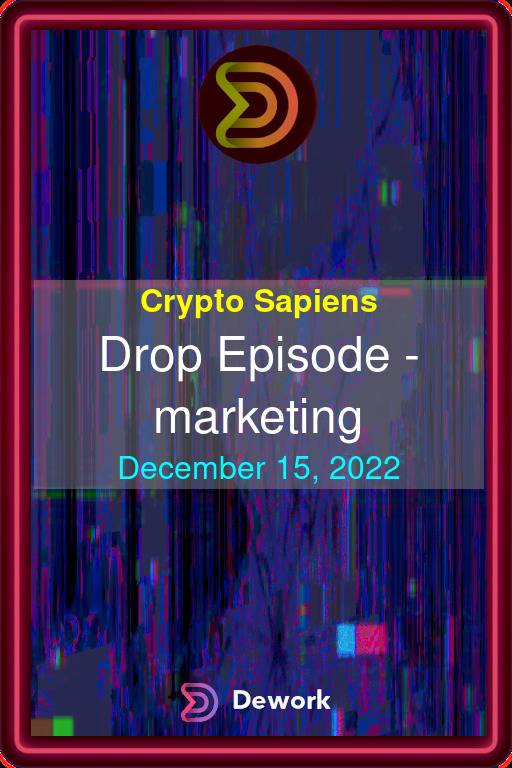 Crypto Sapiens
Drop Episode -
marketing
December 15, 2022
Dework